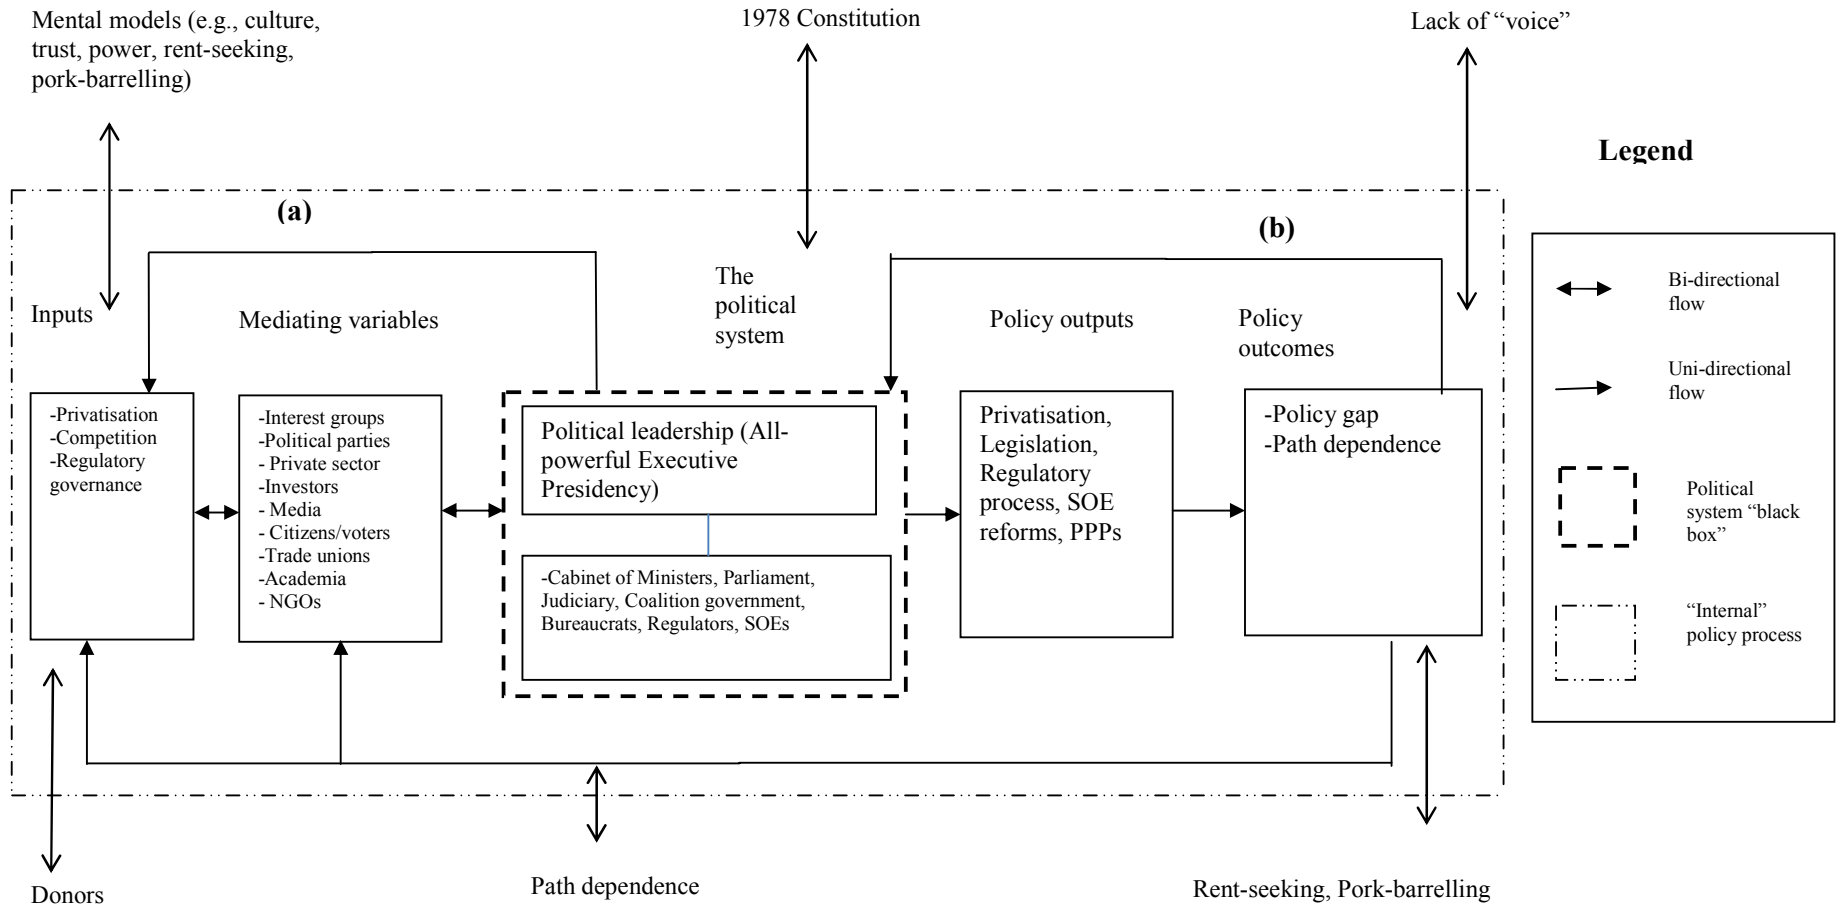 Mental models (e.g., culture,
trust, power, rent-seeking,
pork-barrelling)
1978 Constitution
Lack of “voice”
(a)
(b)
Inputs
Mediating variables
The
political
system
Policy outputs
Policy
outcomes
-Privatisation
-Competition
-Regulatory
governance
-Interest groups
-Political parties
- Private sector
-Investors
- Media
- Citizens/voters
-Trade unions
-Academia
- NGOs
Political leadership (All-
powerful Executive
Presidency)
-Cabinet of Ministers, Parliament,
Judiciary, Coalition government,
Bureaucrats, Regulators, SOEs
Privatisation,
Legislation,
Regulatory
process, SOE
reforms, PPPs
-Policy gap
-Path dependence
Donors
Path dependence
Rent-seeking, Pork-barrelling
Legend
Bi-directional
flow
Uni-directional
flow
Political
system “black
box”
“Internal”
policy process